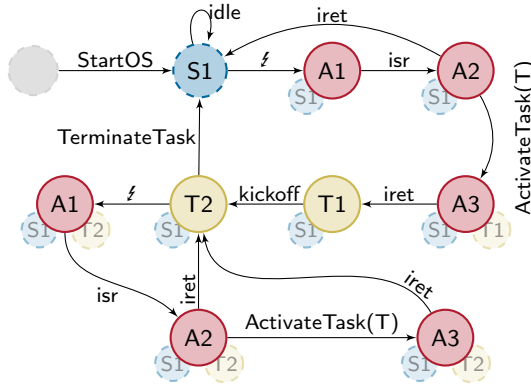 idle
iret
StartOS
S1
A1
isr
A2
S1
S1
ActivateTask(T)
TerminateTask
A1
T2
kickoff
T1
iret
A3
S1
T2
S1
S1
S1
T1
isr
iret
iret
A2
ActivateTask(T)
A3
S1
T2
S1
T2